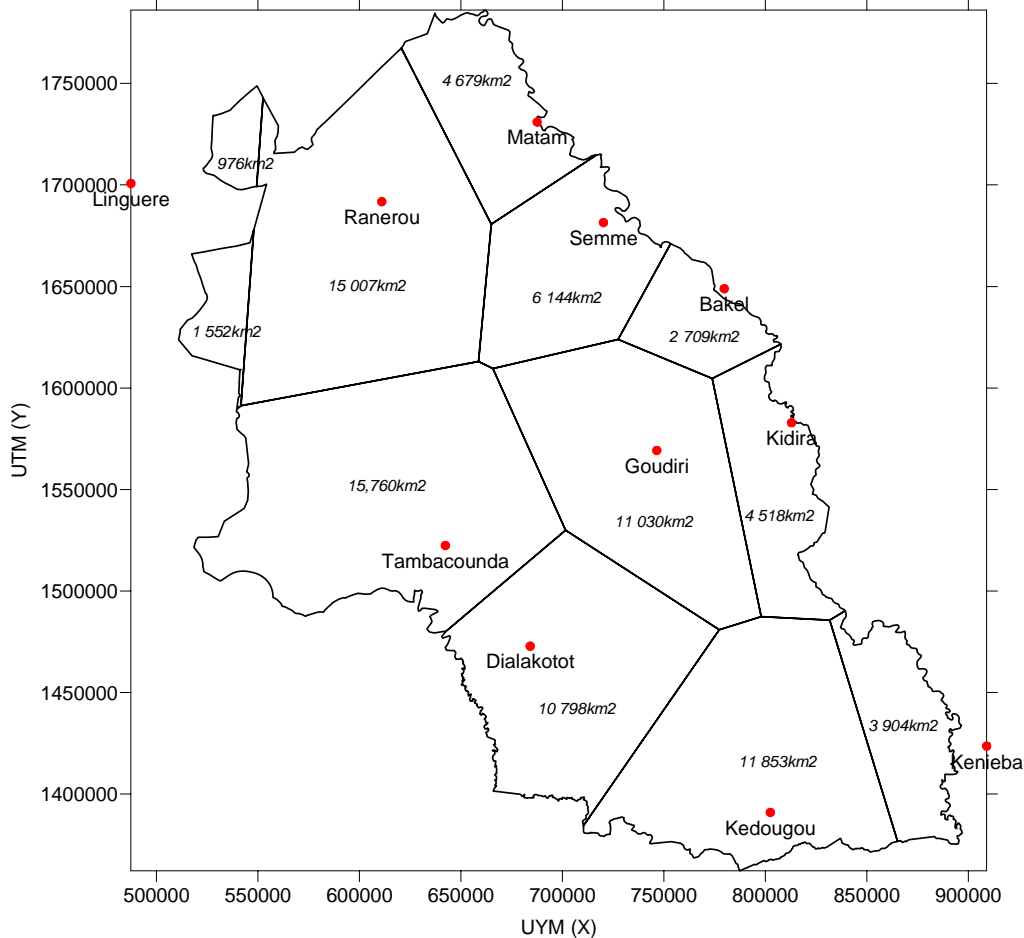 1750000
1700000
1650000
1600000
1550000
1500000
1450000
1400000
UTM (Y)
4 679km2
Matam
976km2
Linguere
Ranerou
Semme
15 007km2
6 144km2
Bakel
1 552km2
2 709km2
Kidira
Goudiri
15,760km2
11 030km2
4 518km2
Tambacounda
Dialakotot
10 798km2
3 904km2
11 853km2
Kenieba
Kedougou
500000 550000 600000 650000 700000 750000 800000 850000 900000
UYM (X)